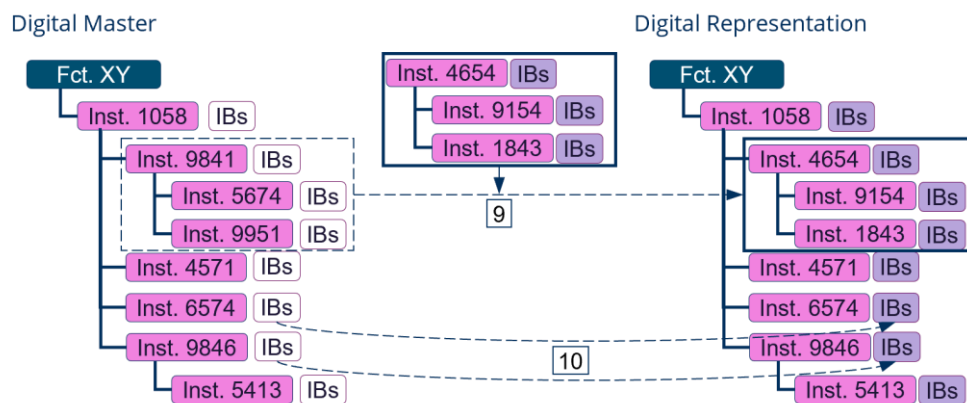 Digital Master
Digital Representation
Fct. XY
Inst. 4654 IBs
Fct. XY
Inst. 9154 IBs
Inst. 1058 IBs
Inst. 1058 IBs
Inst. 1843 IBs
Inst. 9841 IBs
Inst. 4654 IBs
Inst. 5674 IBs
9
Inst. 9154 IBs
Inst. 9951 IBs
Inst. 1843 IBs
Inst. 4571 IBs
Inst. 4571 IBs
Inst. 6574 IBs
Inst. 6574 IBs
Inst. 9846 IBs
10
Inst. 9846 IBs
Inst. 5413 IBs
Inst. 5413 IBs